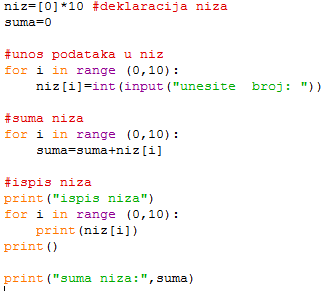 niz=[0]*10 #deklaracija niza
suma=0

#unos podataka u niz
for i in range (0,10):
    niz[i]=int(input("unesite  broj: "))

#suma niza
for i in range (0,10):
    suma=suma+niz[i]

#ispis niza
print("ispis niza")
for i in range (0,10):
    print(niz[i])
print()

print("suma niza:",suma)